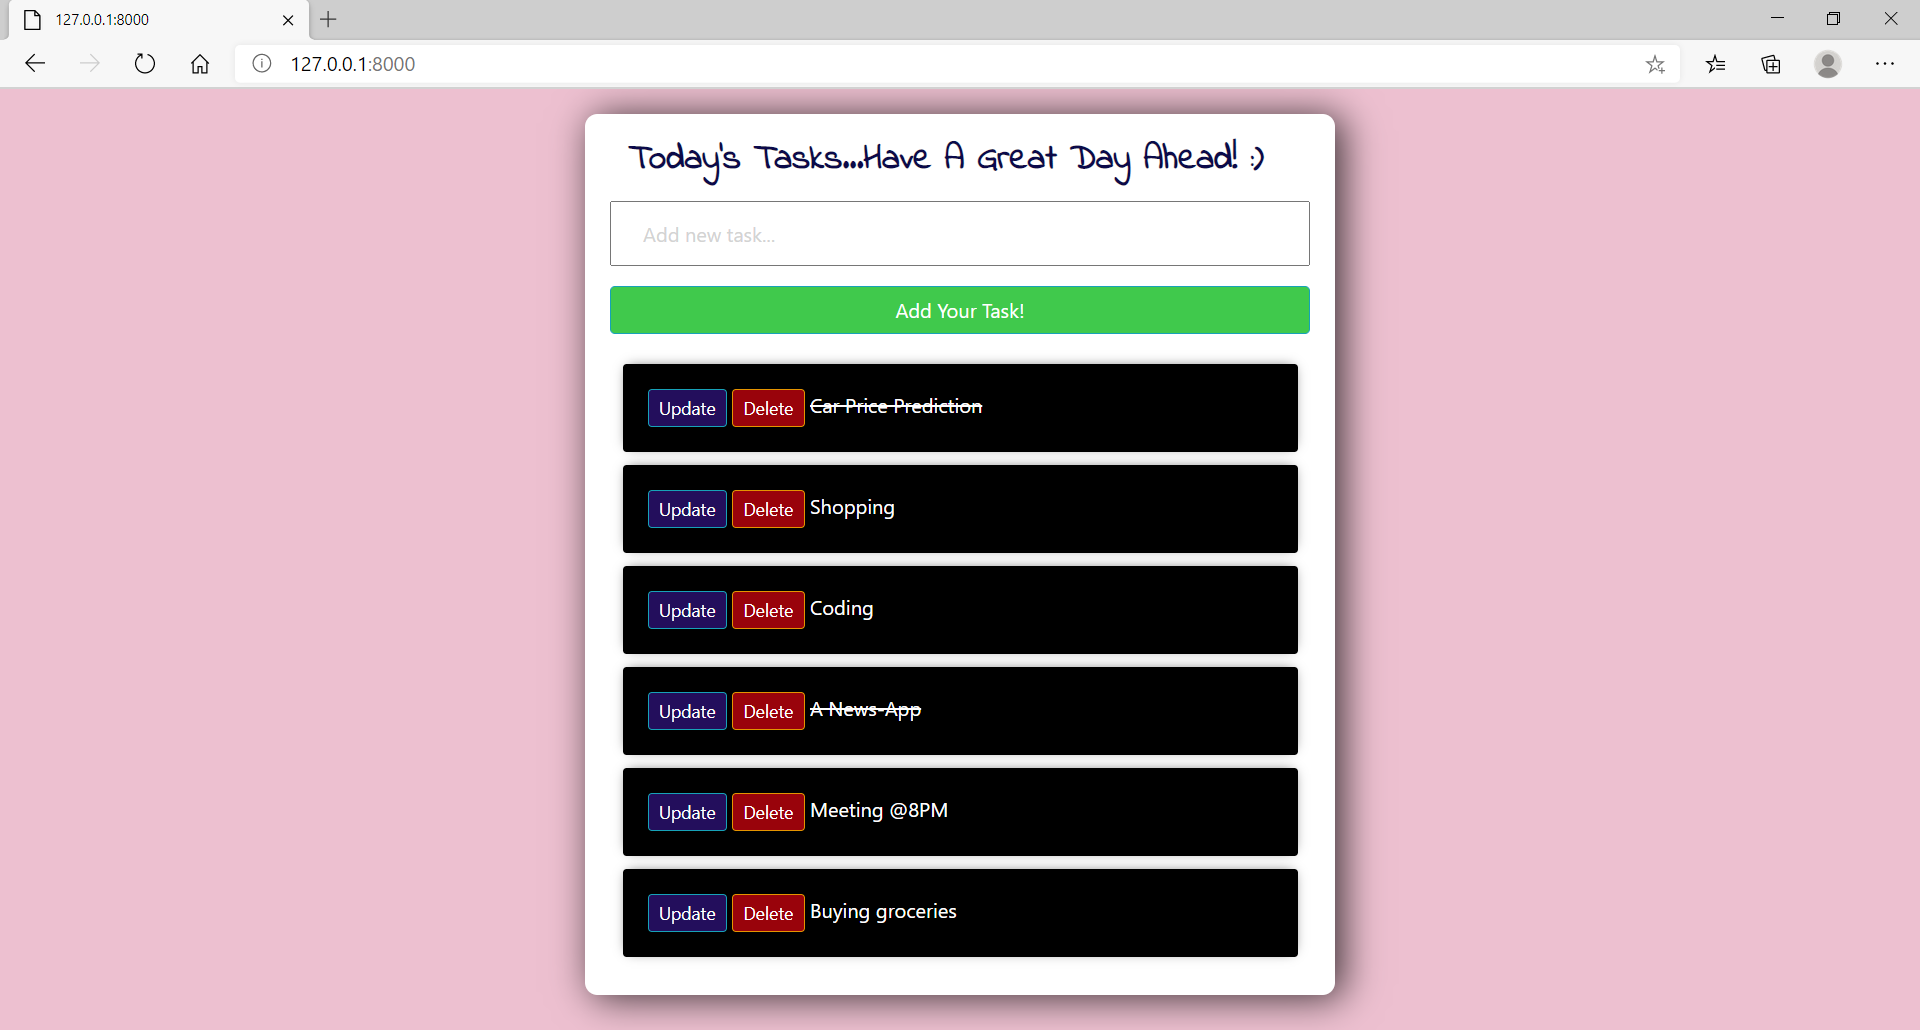 127.0.0.1:8000
127.0.0.1:8000
Today's Tasks...Have A Great Day Ahead! :)
Add new task...
Add Your Task!
Update Delete Car Price Prediction
Update Delete Shopping
Update Delete Coding
Update Delete A News-App
Update Delete Meeting @8PM
Update Delete Buying groceries